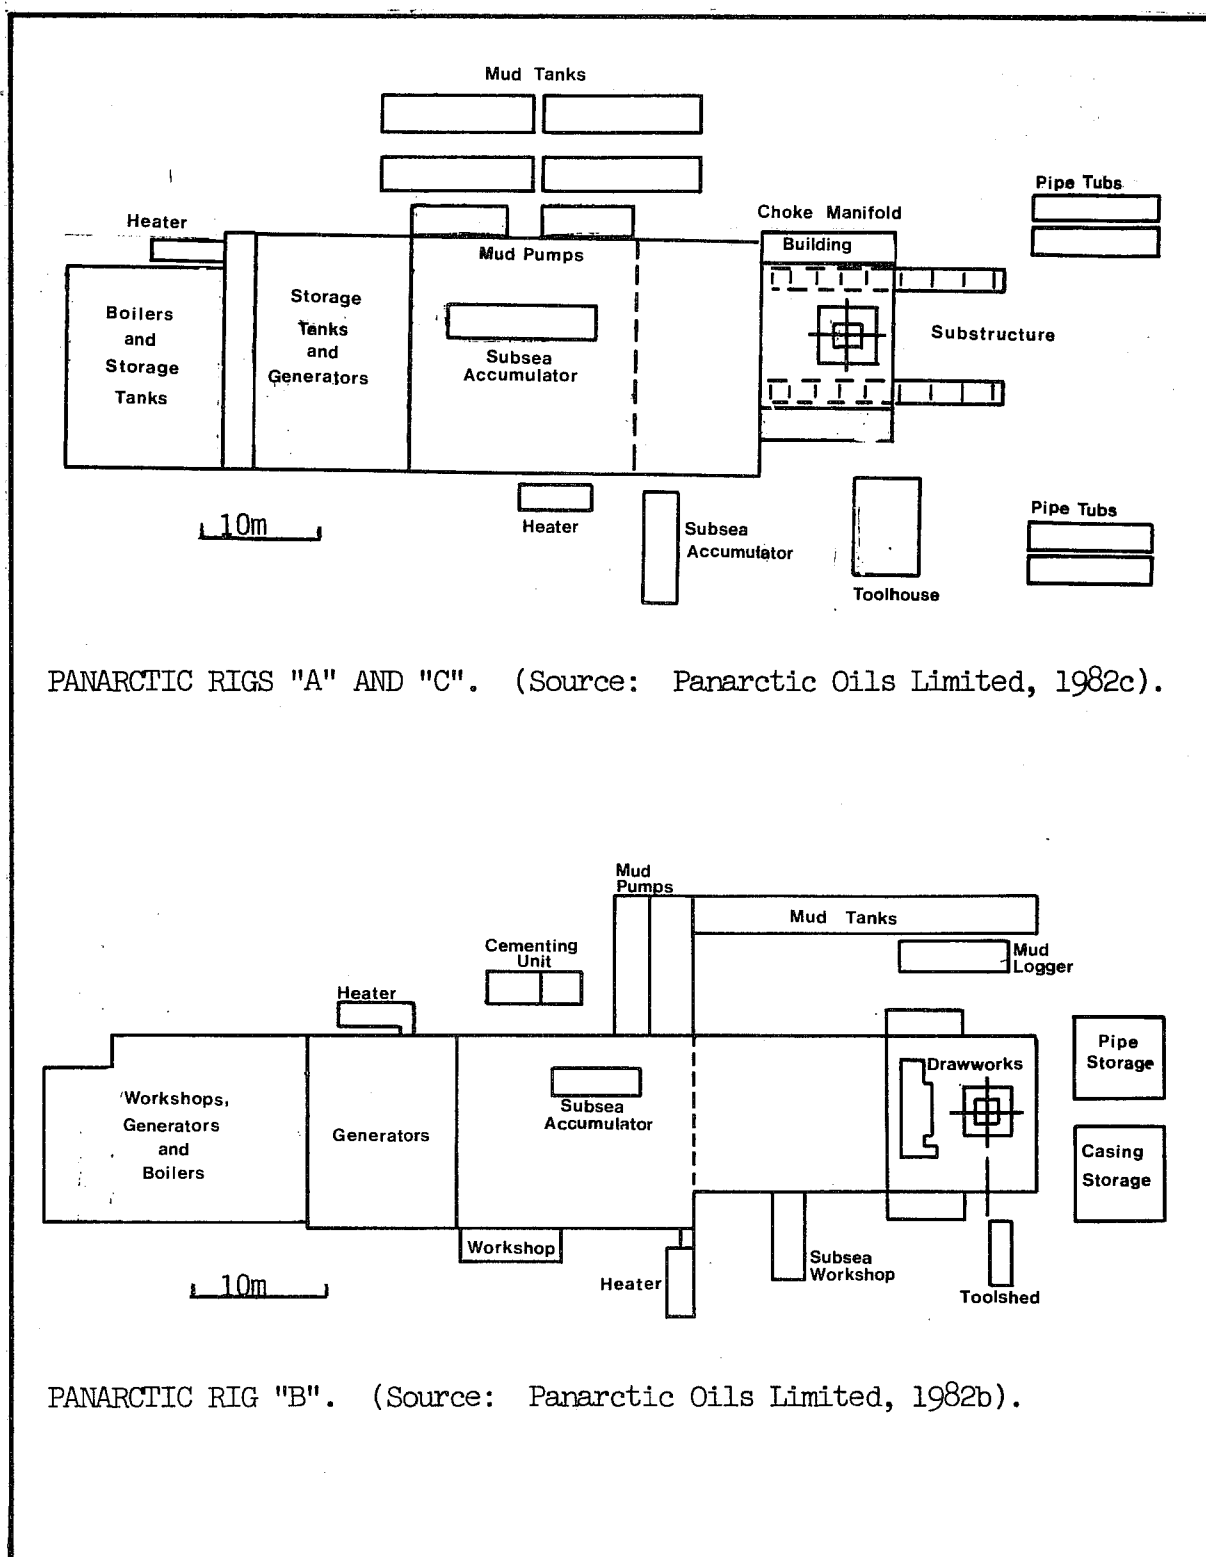 Mud Tanks
Pipe Tubs
Heater
Choke Manifold
Building
Mud Pumps
Boilers
and
Storage
Tanks
Storage
Tanks
and
Generators
Subsea
Accumulator
Substructure
10m
Heater
Subsea
Accumulator
Toolhouse
Pipe Tubs
PANARCTIC RIGS "A" AND "C". (Source: Panarctic Oils Limited, 1982c).
Mud
Pumps
Mud Tanks
Cementing
Unit
Mud
Logger
Heater
Pipe
Storage
Drawworks
Workshops,
Generators
and
Boilers
Generators
Subsea
Accumulator
Casing
Storage
Workshop
Heater
Subsea
Workshop
Toolshed
10m
PANARCTIC RIG "B". (Source: Panarctic Oils Limited, 1982b).